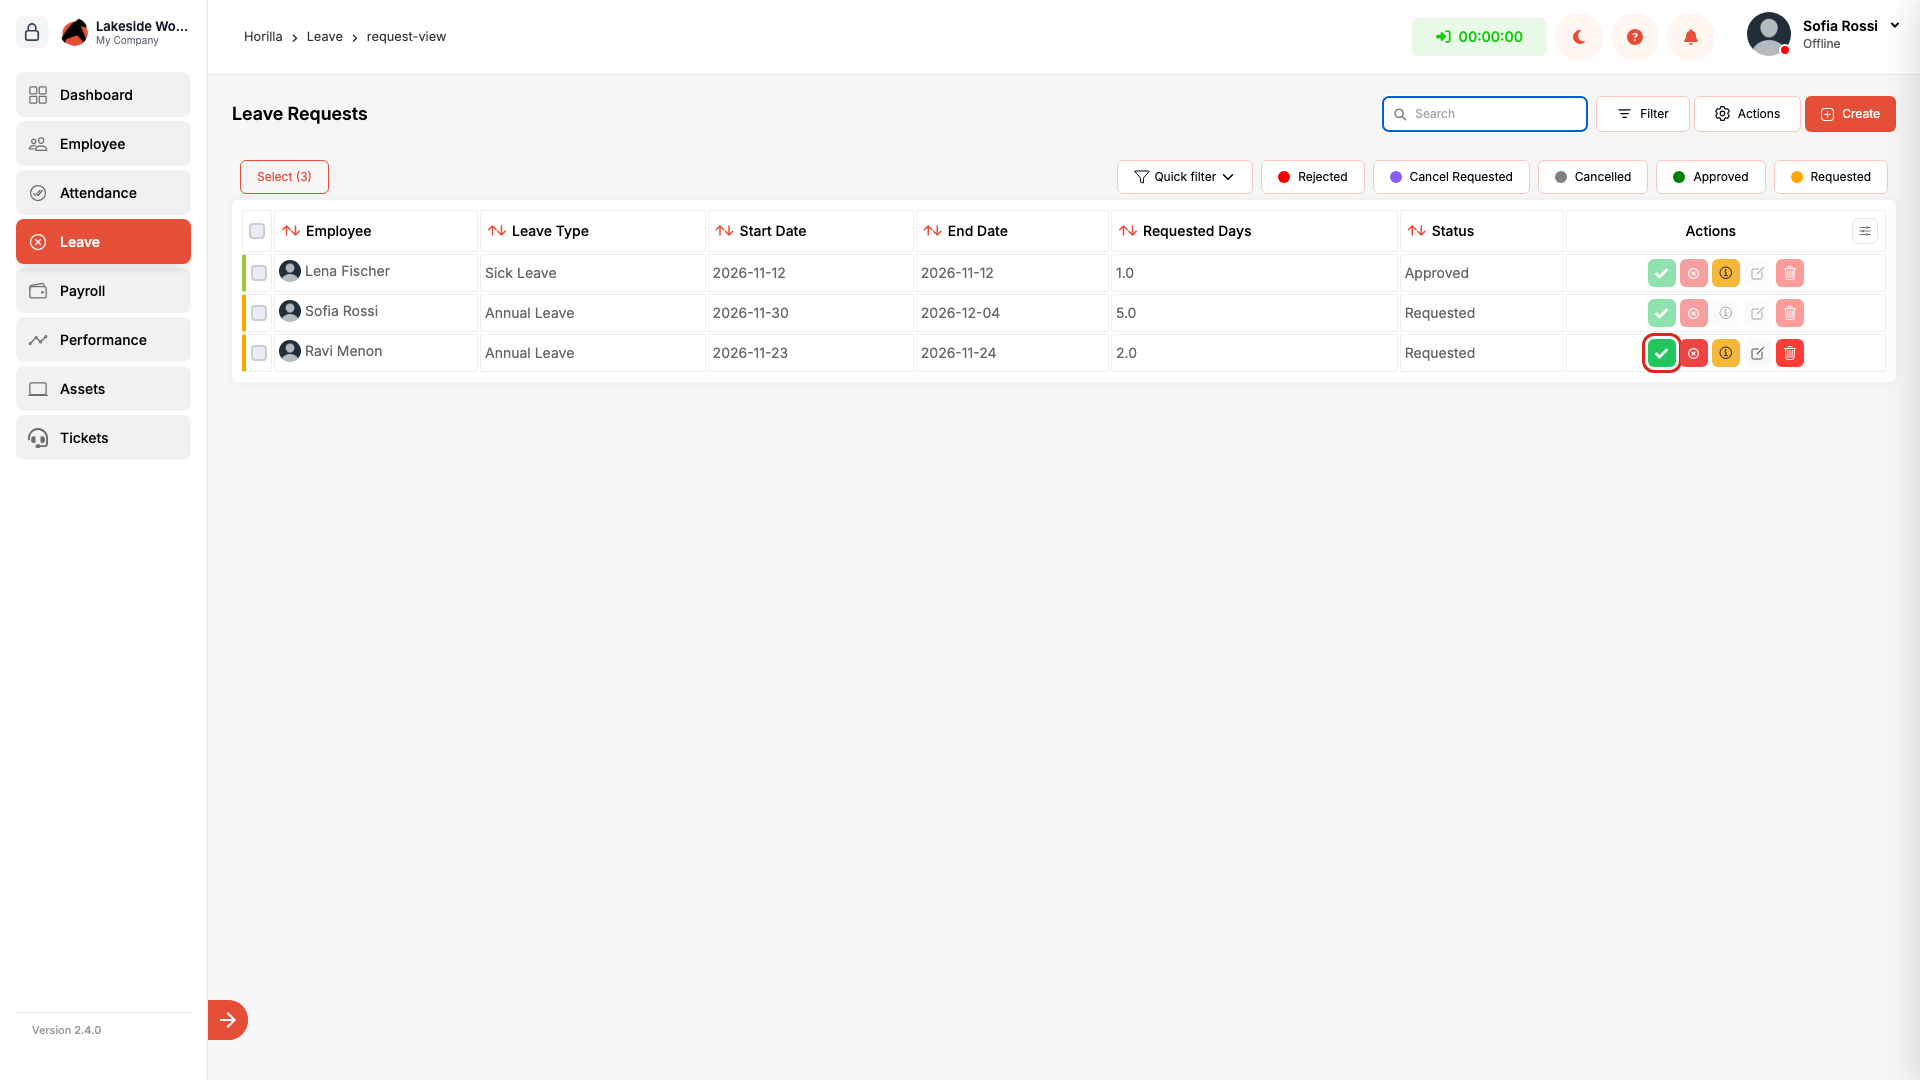 Lakeside Wo...
My Company
Horilla
Leave
request-view
00:00:00
Sofia Rossi
Offline
Dashboard
Employee
Attendance
Leave
Payroll
Performance
Assets
Tickets
Version 2.4.0
Leave Requests
Search
Filter
Actions
Create
Select (3)
Quick filter
Rejected
Cancel Requested
Cancelled
Approved
Requested
Employee Leave Type Start Date End Date Requested Days Status Actions
Lena Fischer Sick Leave 2026-11-12 2026-11-12 1.0 Approved
Sofia Rossi Annual Leave 2026-11-30 2026-12-04 5.0 Requested
Ravi Menon Annual Leave 2026-11-23 2026-11-24 2.0 Requested